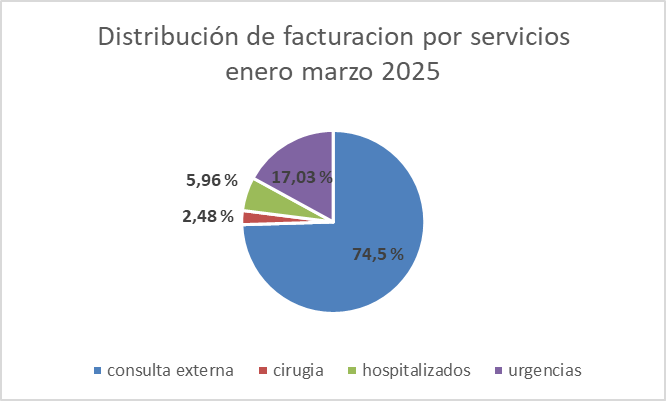 Distribución de facturacion por servicios
enero marzo 2025
17,03 %
5,96 %
2,48 %
74,5 %
consulta externa cirugia hospitalizados urgencias